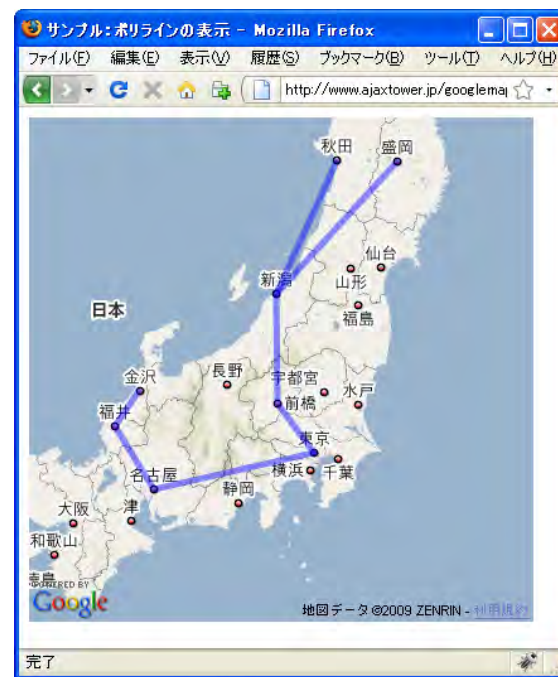 サンプル:ポリラインの表示 - Mozilla Firefox
ファイル(F) 編集(E) 表示(V) 履歴(S) ブックマーク(B) ツール(T) ヘルプ(H)
http://www.ajaxtower.jp/googlemap
秋田 盛岡
仙台
山形
新潟
福島
日本
金沢 長野 宇都宮 水戸
福井 前橋
東京
名古屋 横浜 千葉
静岡
大阪 津
和歌山
POWERED BY
Google
地図データ ©2009 ZENRIN - 利用規約
完了